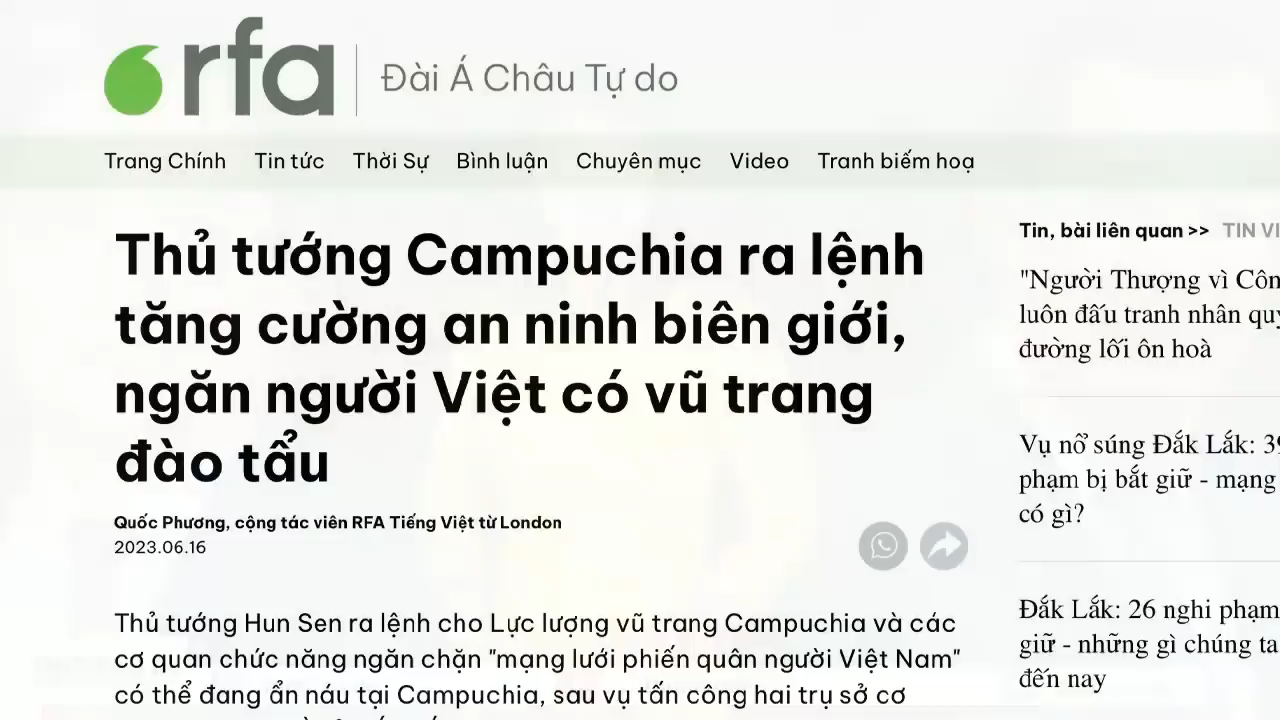 rfa
Đài Á Châu Tự do
Trang Chính Tin tức Thời Sự Bình luận Chuyên mục Video Tranh biếm hoạ
Thủ tướng Campuchia ra lệnh
tăng cường an ninh biên giới,
ngăn người Việt có vũ trang
đào tẩu
Quốc Phương, cộng tác viên RFA Tiếng Việt từ London
2023.06.16
Thủ tướng Hun Sen ra lệnh cho Lực lượng vũ trang Campuchia và các
cơ quan chức năng ngăn chặn "mạng lưới phiến quân người Việt Nam"
có thể đang ẩn náu tại Campuchia, sau vụ tấn công hai trụ sở cơ
Tin, bài liên quan >> TIN
"Người Thượng vì
luôn đấu tranh nhân
đường lối ôn hoà
Vụ nổ súng Đắk Lắk:
phạm bị bắt giữ - mạng
có gì?
Đắk Lắk: 26 nghi phạm
giữ - những gì chúng ta
đến nay